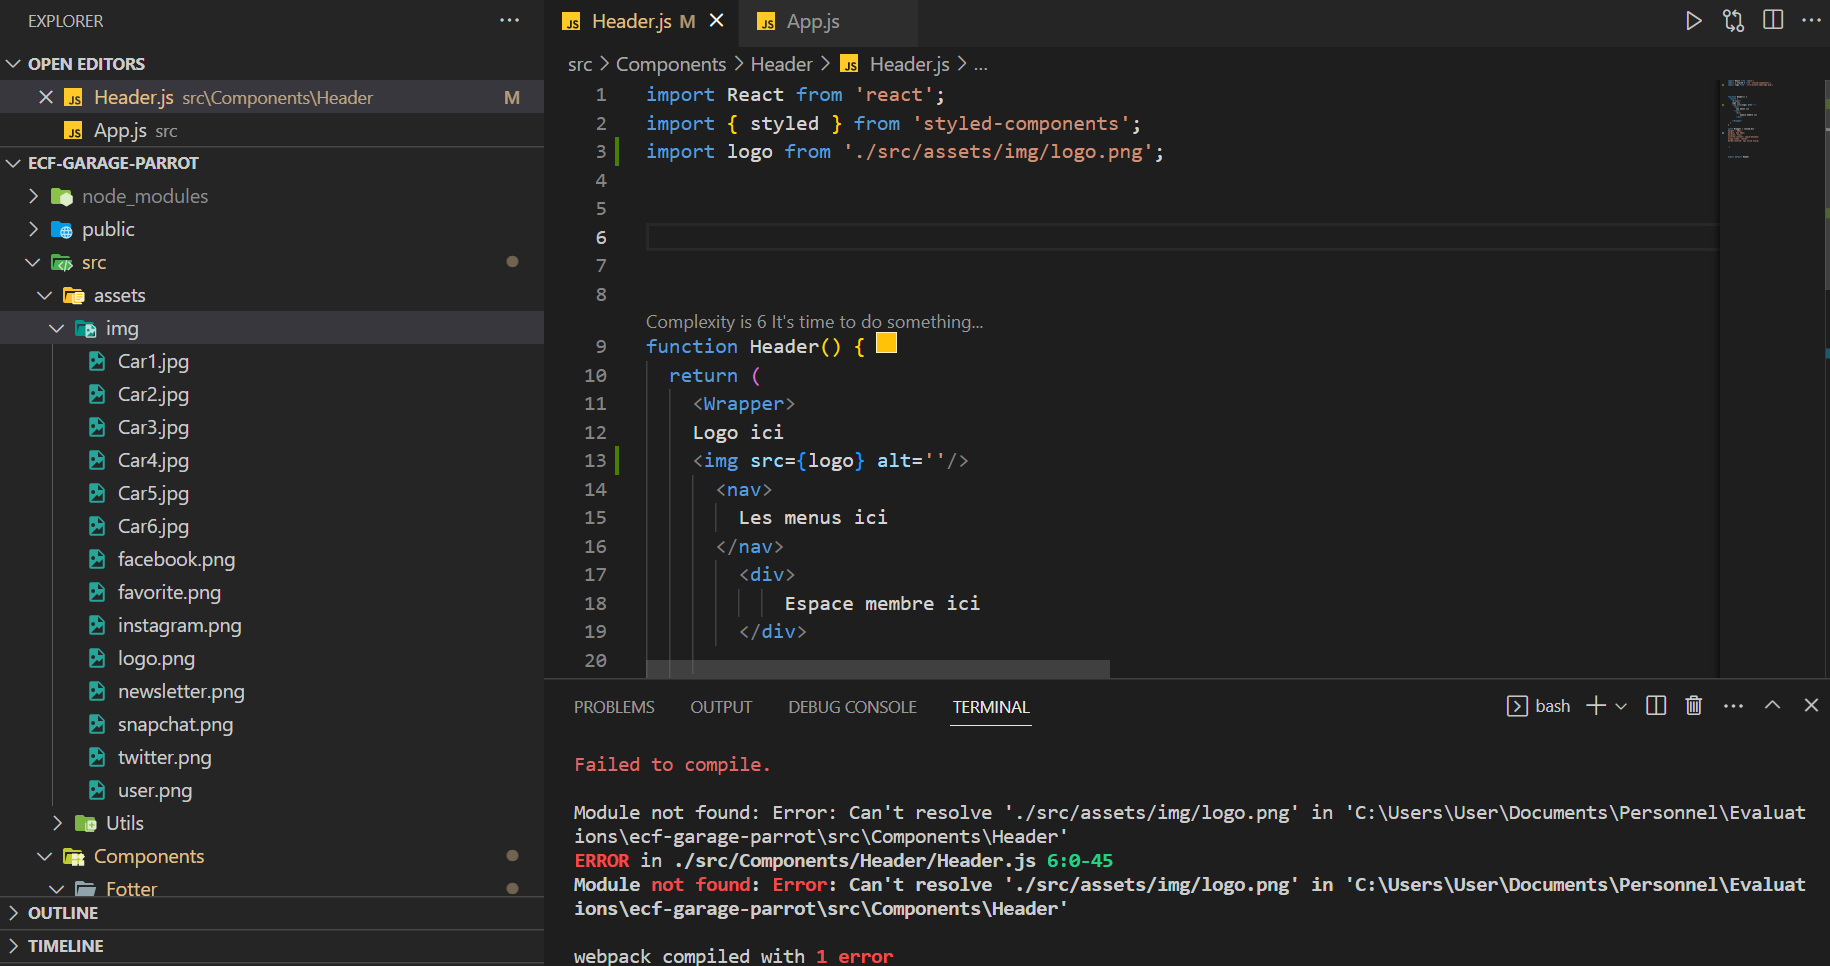 EXPLORER
OPEN EDITORS
Header.js src\Components\Header M
App.js src
ECF-GARAGE-PARROT
node_modules
public
src
assets
img
Car1.jpg
Car2.jpg
Car3.jpg
Car4.jpg
Car5.jpg
Car6.jpg
facebook.png
favorite.png
instagram.png
logo.png
newsletter.png
snapchat.png
twitter.png
user.png
Utils
Components
Fotter
OUTLINE
TIMELINE
JS Header.js M
JS App.js
src > Components > Header > JS Header.js > ...
1 import React from 'react';
2 import { styled } from 'styled-components';
3 import logo from './src/assets/img/logo.png';
4
5
6
7
8
Complexity is 6 It's time to do something...
9 function Header() {
10 return (
11 <Wrapper>
12 Logo ici
13 <img src={logo} alt=''/>
14 <nav>
15 Les menus ici
16 </nav>
17 <div>
18 Espace membre ici
19 </div>
20
PROBLEMS OUTPUT DEBUG CONSOLE TERMINAL bash
Failed to compile.
Module not found: Error: Can't resolve './src/assets/img/logo.png' in 'C:\Users\User\Documents\Personnel\Evaluat
ions\ecf-garage-parrot\src\Components\Header'
ERROR in ./src/Components/Header/Header.js 6:0-45
Module not found: Error: Can't resolve './src/assets/img/logo.png' in 'C:\Users\User\Documents\Personnel\Evaluat
ions\ecf-garage-parrot\src\Components\Header'
webpack compiled with 1 error